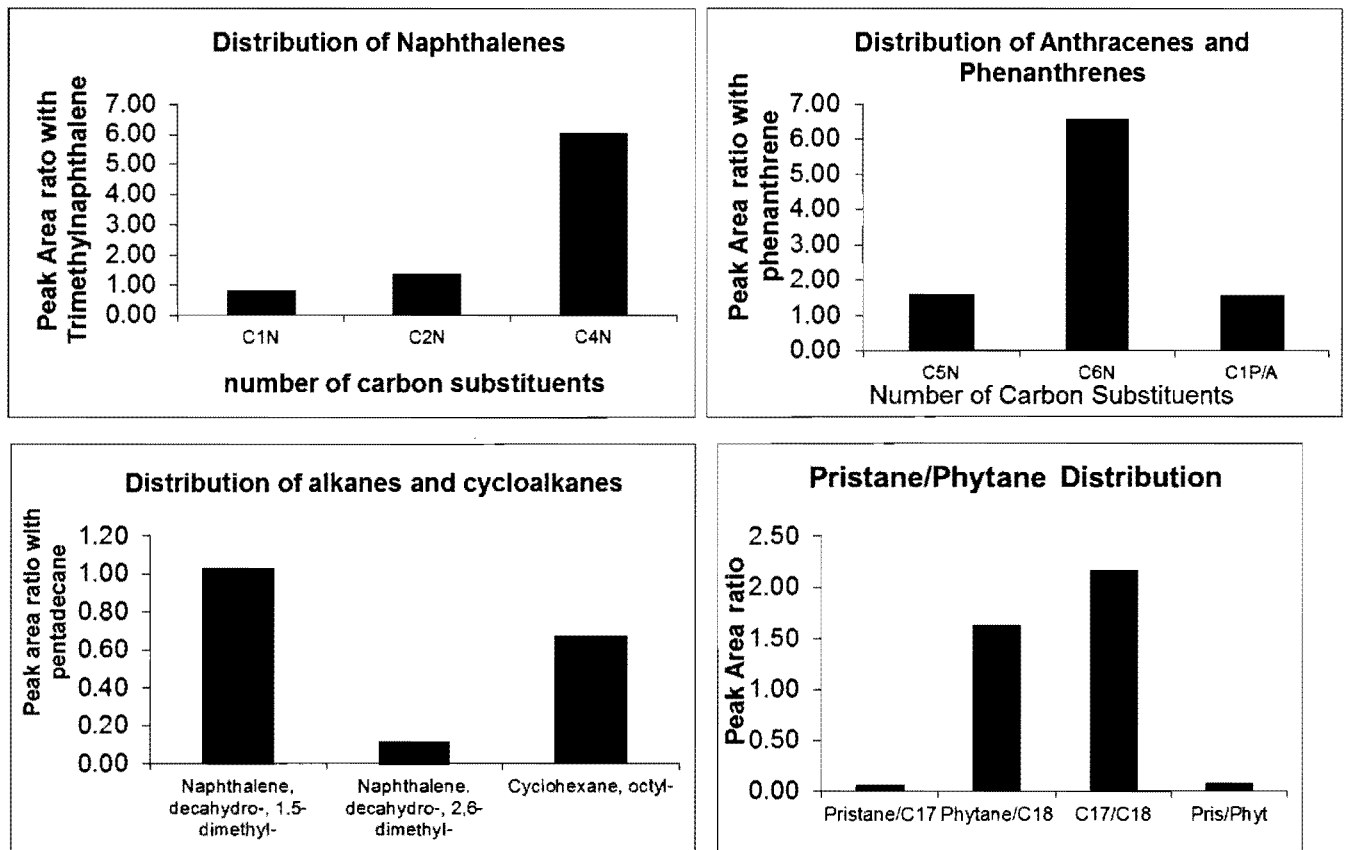 Distribution of Naphthalenes
Peak Area rato with
Trimethylnaphthalene
7.00
6.00
5.00
4.00
3.00
2.00
1.00
0.00
C1N C2N C4N
number of carbon substituents
Distribution of Anthracenes and
Phenanthrenes
Peak Area ratio with
phenanthrene
7.00
6.00
5.00
4.00
3.00
2.00
1.00
0.00
C5N C6N C1P/A
Number of Carbon Substituents
Distribution of alkanes and cycloalkanes
Peak area ratio with
pentadecane
1.20
1.00
0.80
0.60
0.40
0.20
0.00
Naphthalene, Naphthalene. Cyclohexane, octyl-
decahydro-, 1.5- decahydro-, 2,6-
dimethyl- dimethyl-
Pristane/Phytane Distribution
Peak Area ratio
2.50
2.00
1.50
1.00
0.50
0.00
Pristane/C17 Phytane/C18 C17/C18 Pris/Phyt